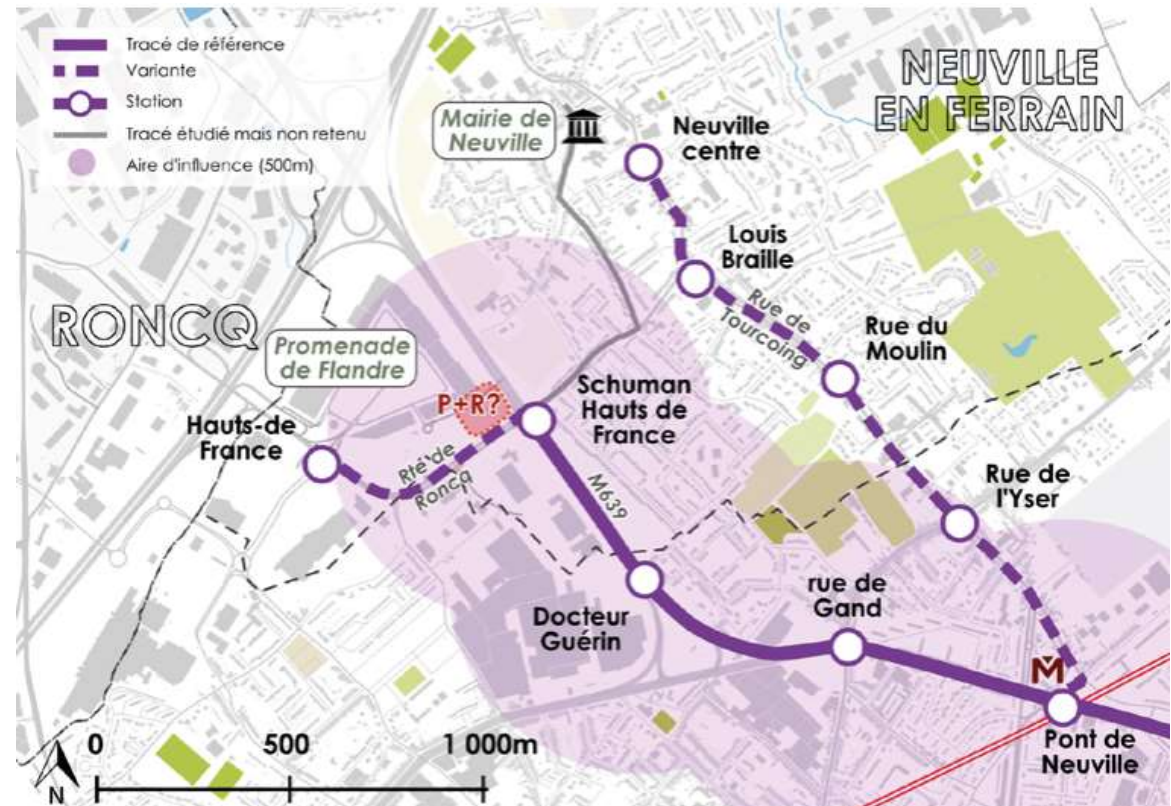 Tracé de référence
Variante
Station
Tracé étudié mais non retenu
Aire d'influence (500m)
NEUVILLE
EN FERRAIN
Mairie de
Neuville
Neuville
centre
Louis
Braille
Rue de
Tourcoing
Rue du
Moulin
RONCQ
Promenade
de Flandre
P+R?
Schuman
Hauts de
France
Hauts-de
France
Rte de
Roncq
M639
Rue de
l'Yser
Docteur
Guérin
rue de
Gand
M
Pont de
Neuville
0 500 1 000m
N